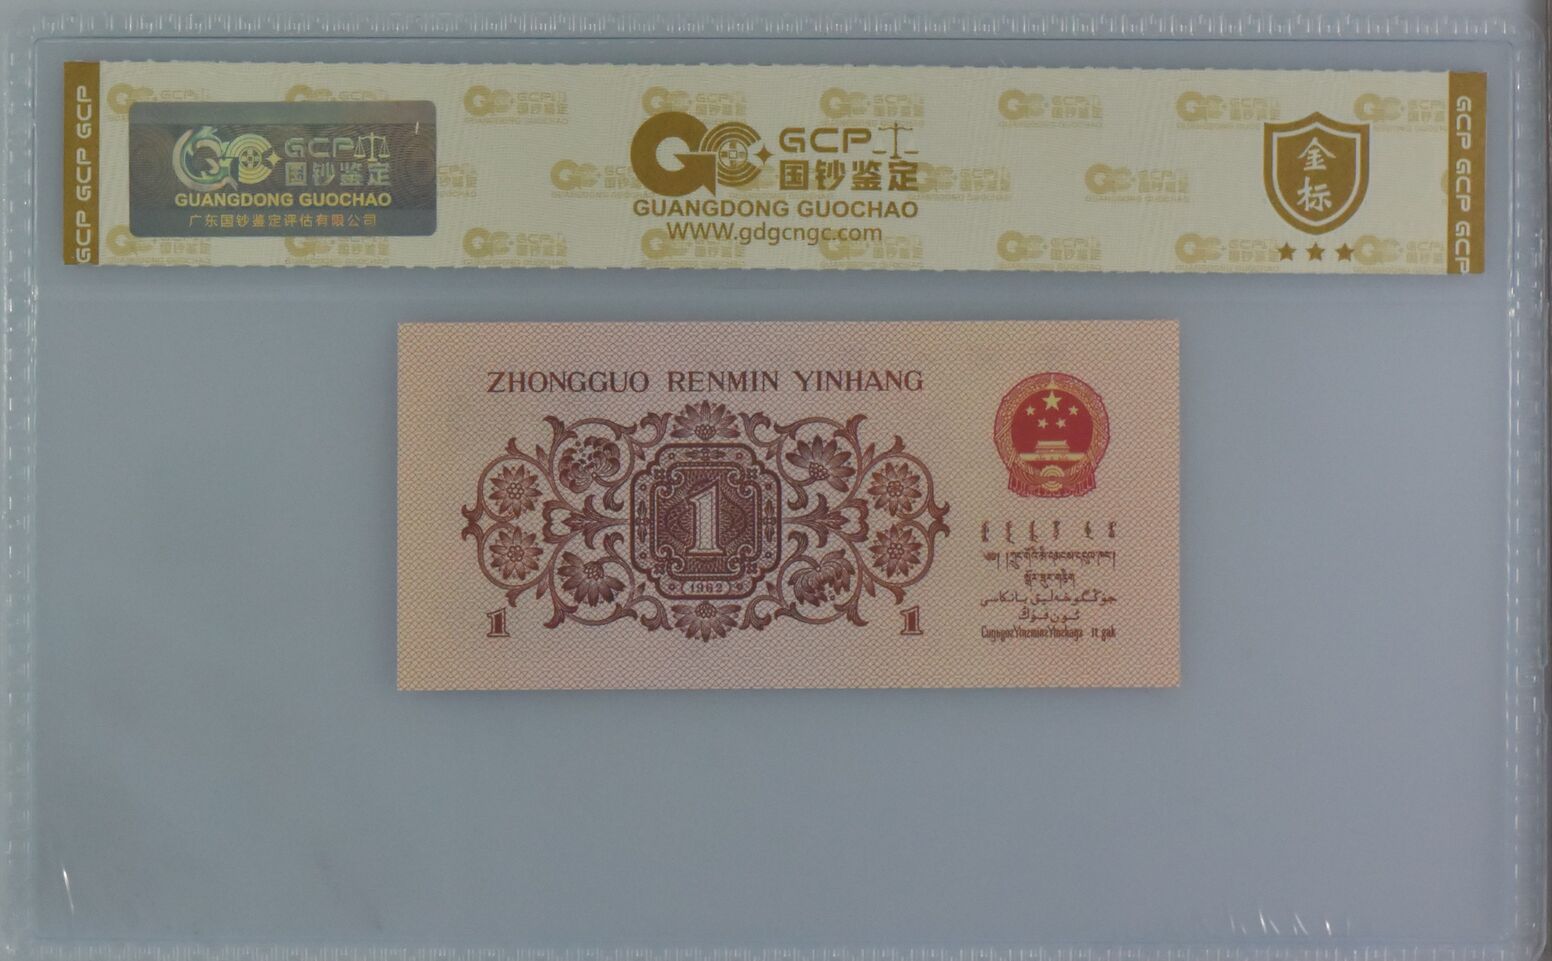 GCP GCP GCP
GCP
国钞鉴定
GUANGDONG GUOCHAO
广东国钞鉴定评估有限公司
GCP
国钞鉴定
GUANGDONG GUOCHAO
WWW.gdgcngc.com
金
标
GCP GCP GCP
ZHONGGUO RENMIN YINHANG
1
(1962)
1
1